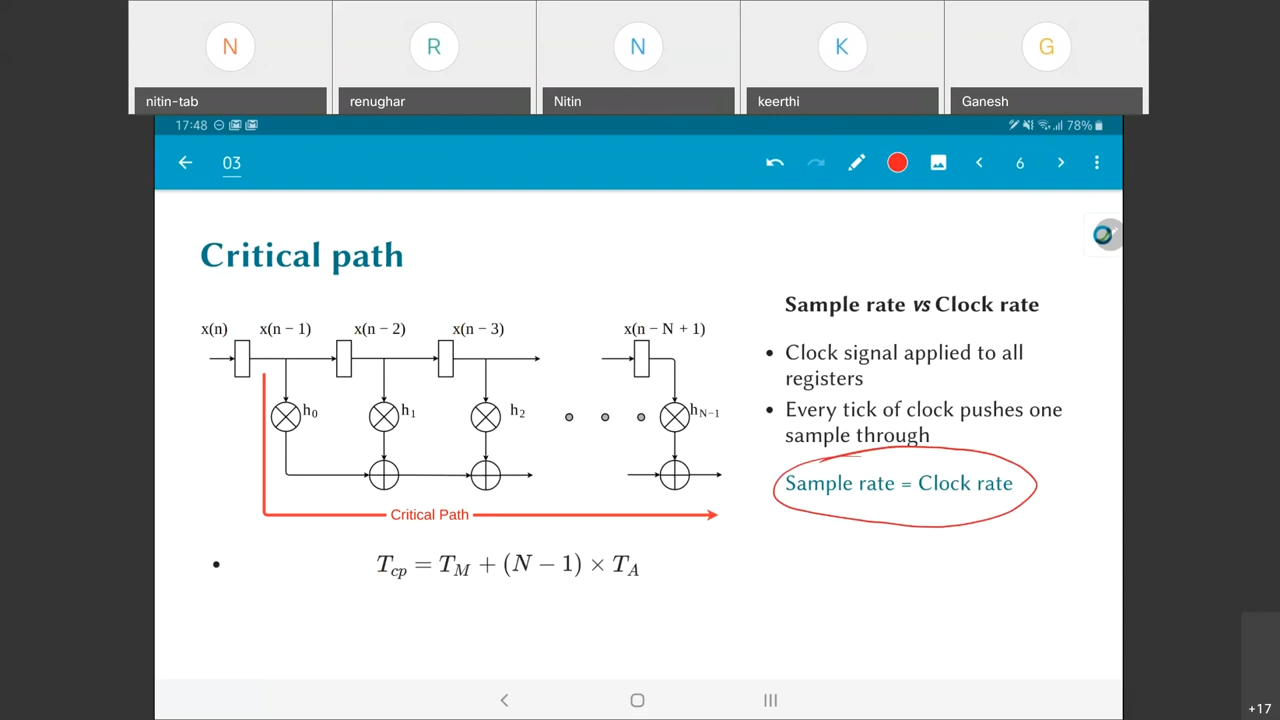 N
R
N
K
G
nitin-tab
renughar
Nitin
keerthi
Ganesh
17:48
78%
03
6
Critical path
x(n)
x(n − 1)
x(n − 2)
x(n − 3)
x(n − N + 1)
h0
h1
h2
hN−1
Critical Path
• Tcp = TM + (N − 1) × TA
Sample rate vs Clock rate
• Clock signal applied to all
registers
• Every tick of clock pushes one
sample through
Sample rate = Clock rate
+17